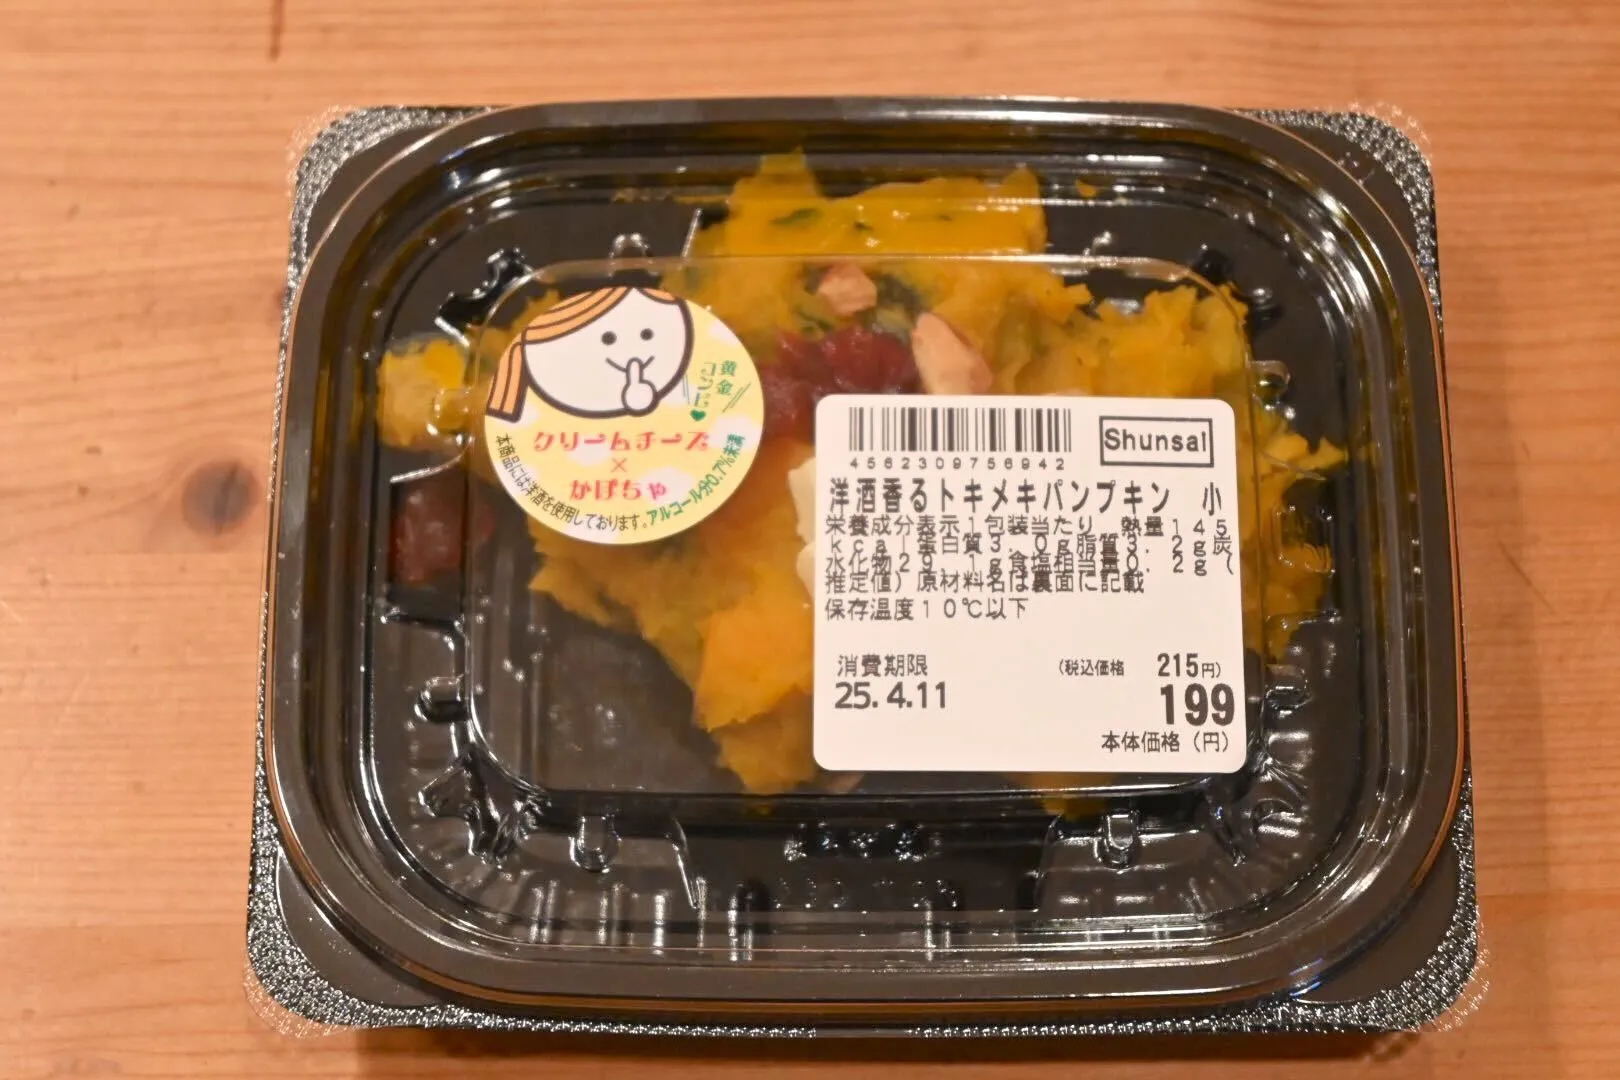 黄金
コンビ
クリームチーズ
×
かぼちゃ
本商品には洋酒を使用しております。アルコール分0.7%未満
4562309756942
Shunsai
洋酒香るトキメキパンプキン 小
栄養成分表示1包装当たり 熱量145
kcal 蛋白質3.0g脂質3.2g炭
水化物29.1g食塩相当量0.2g(
推定値)原材料名は裏面に記載
保存温度10℃以下
消費期限
25.4.11
(税込価格 215円)
199
本体価格(円)